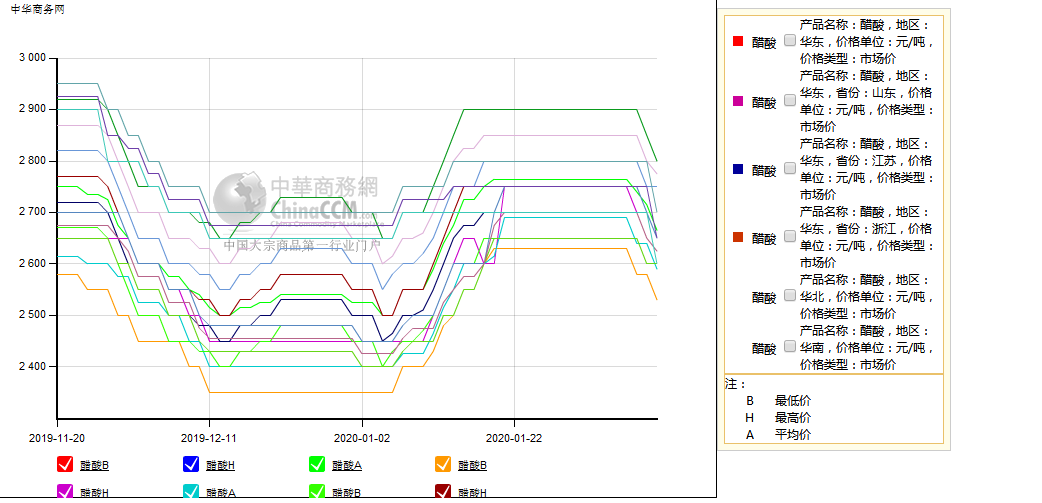 中华商务网
3 000
2 900
2 800
2 700
2 600
2 500
2 400
2019-11-20
2019-12-11
2020-01-02
2020-01-22
中華商務網
ChinaCCM.com
China Commodity Marketplace
中国大宗商品第一行业门户
醋酸B
醋酸H
醋酸A
醋酸B
醋酸H
醋酸A
醋酸B
醋酸H
醋酸
产品名称：醋酸，地区：
华东，价格单位：元/吨，
价格类型：市场价
醋酸
产品名称：醋酸，地区：
华东，省份：山东，价格
单位：元/吨，价格类型：
市场价
醋酸
产品名称：醋酸，地区：
华东，省份：江苏，价格
单位：元/吨，价格类型：
市场价
醋酸
产品名称：醋酸，地区：
华东，省份：浙江，价格
单位：元/吨，价格类型：
市场价
醋酸
产品名称：醋酸，地区：
华北，价格单位：元/吨，
价格类型：市场价
醋酸
产品名称：醋酸，地区：
华南，价格单位：元/吨，
价格类型：市场价
注：
B 最低价
H 最高价
A 平均价